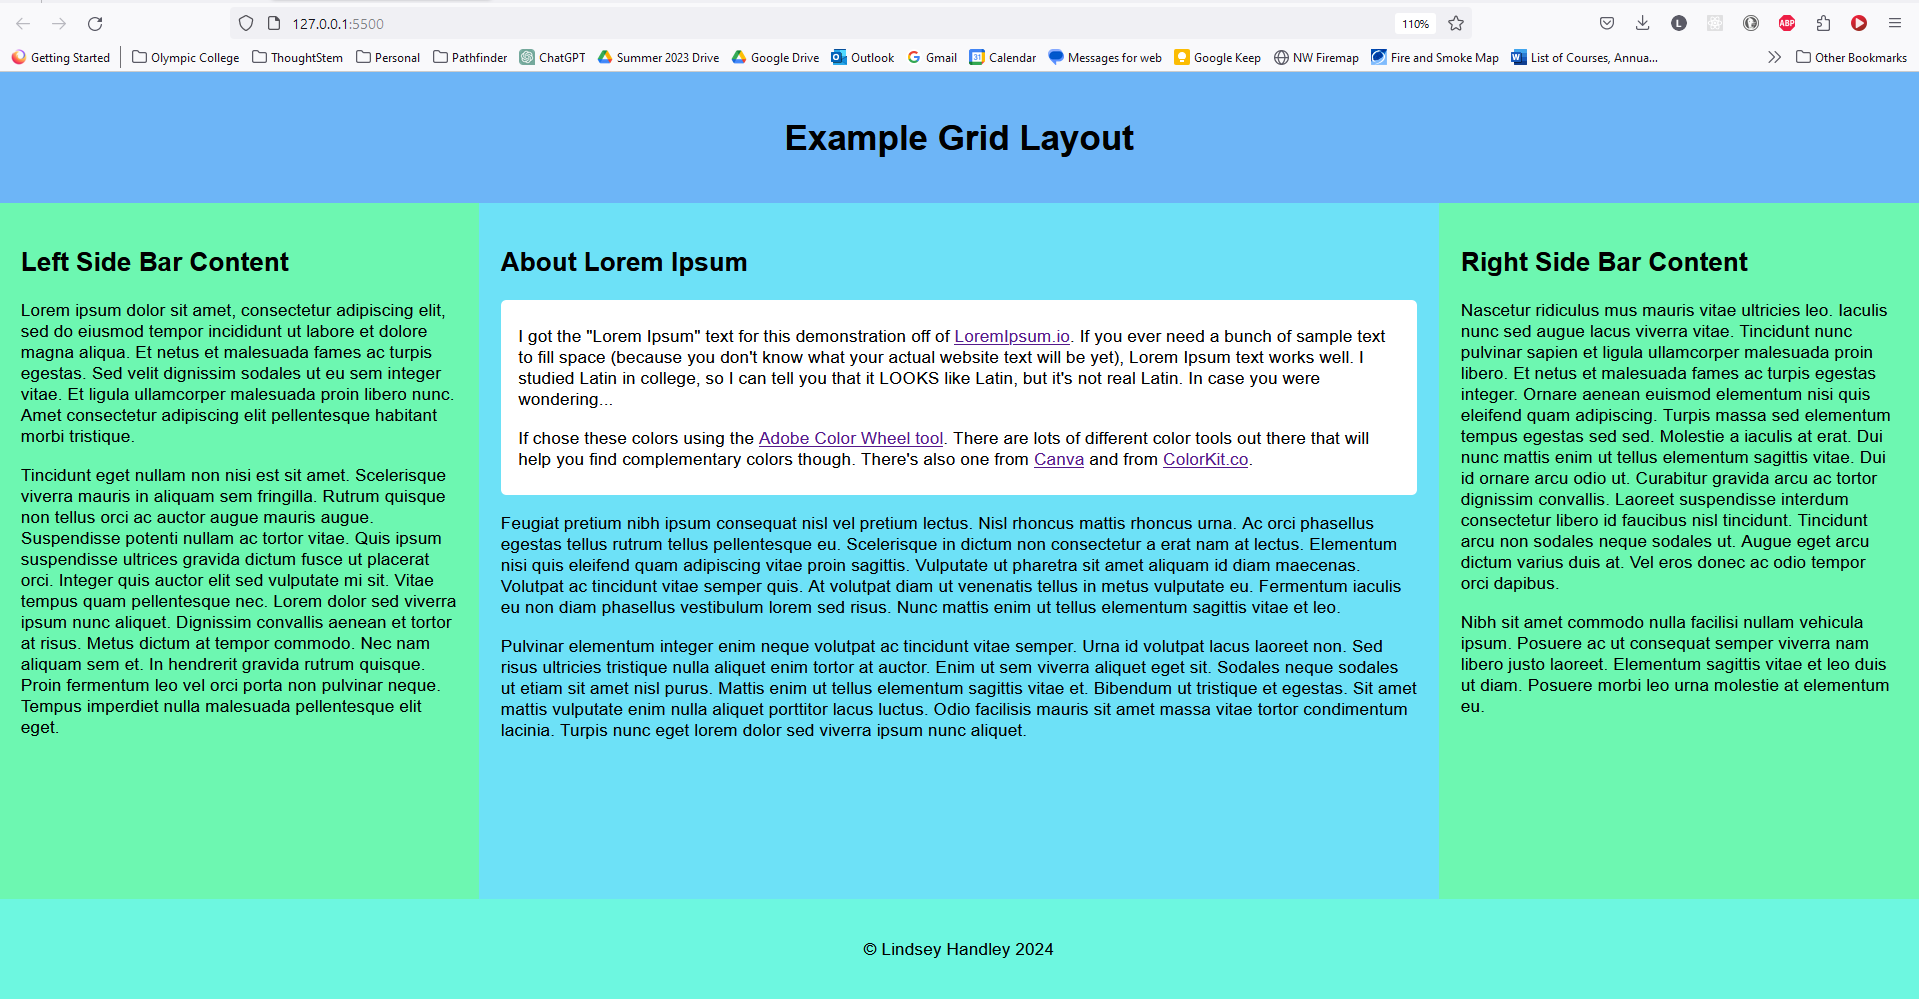 127.0.0.1:5500
110%
L
ABP
Getting Started
Olympic College
ThoughtStem
Personal
Pathfinder
ChatGPT
Summer 2023 Drive
Google Drive
Outlook
Gmail
Calendar
Messages for web
Google Keep
NW Firemap
Fire and Smoke Map
List of Courses, Annua...
Other Bookmarks
Example Grid Layout
Left Side Bar Content
Lorem ipsum dolor sit amet, consectetur adipiscing elit,
sed do eiusmod tempor incididunt ut labore et dolore
magna aliqua. Et netus et malesuada fames ac turpis
egestas. Sed velit dignissim sodales ut eu sem integer
vitae. Et ligula ullamcorper malesuada proin libero nunc.
Amet consectetur adipiscing elit pellentesque habitant
morbi tristique.
Tincidunt eget nullam non nisi est sit amet. Scelerisque
viverra mauris in aliquam sem fringilla. Rutrum quisque
non tellus orci ac auctor augue mauris augue.
Suspendisse potenti nullam ac tortor vitae. Quis ipsum
suspendisse ultrices gravida dictum fusce ut placerat
orci. Integer quis auctor elit sed vulputate mi sit. Vitae
tempus quam pellentesque nec. Lorem dolor sed viverra
ipsum nunc aliquet. Dignissim convallis aenean et tortor
at risus. Metus dictum at tempor commodo. Nec nam
aliquam sem et. In hendrerit gravida rutrum quisque.
Proin fermentum leo vel orci porta non pulvinar neque.
Tempus imperdiet nulla malesuada pellentesque elit
eget.
About Lorem Ipsum
I got the "Lorem Ipsum" text for this demonstration off of LoremIpsum.io. If you ever need a bunch of sample text
to fill space (because you don't know what your actual website text will be yet), Lorem Ipsum text works well. I
studied Latin in college, so I can tell you that it LOOKS like Latin, but it's not real Latin. In case you were
wondering...
If chose these colors using the Adobe Color Wheel tool. There are lots of different color tools out there that will
help you find complementary colors though. There's also one from Canva and from ColorKit.co.
Feugiat pretium nibh ipsum consequat nisl vel pretium lectus. Nisl rhoncus mattis rhoncus urna. Ac orci phasellus
egestas tellus rutrum tellus pellentesque eu. Scelerisque in dictum non consectetur a erat nam at lectus. Elementum
nisi quis eleifend quam adipiscing vitae proin sagittis. Vulputate ut pharetra sit amet aliquam id diam maecenas.
Volutpat ac tincidunt vitae semper quis. At volutpat diam ut venenatis tellus in metus vulputate eu. Fermentum iaculis
eu non diam phasellus vestibulum lorem sed risus. Nunc mattis enim ut tellus elementum sagittis vitae et leo.
Pulvinar elementum integer enim neque volutpat ac tincidunt vitae semper. Urna id volutpat lacus laoreet non. Sed
risus ultricies tristique nulla aliquet enim tortor at auctor. Enim ut sem viverra aliquet eget sit. Sodales neque sodales
ut etiam sit amet nisl purus. Mattis enim ut tellus elementum sagittis vitae et. Bibendum ut tristique et egestas. Sit amet
mattis vulputate enim nulla aliquet porttitor lacus luctus. Odio facilisis mauris sit amet massa vitae tortor condimentum
lacinia. Turpis nunc eget lorem dolor sed viverra ipsum nunc aliquet.
Right Side Bar Content
Nascetur ridiculus mus mauris vitae ultricies leo. Iaculis
nunc sed augue lacus viverra vitae. Tincidunt nunc
pulvinar sapien et ligula ullamcorper malesuada proin
libero. Et netus et malesuada fames ac turpis egestas
integer. Ornare aenean euismod elementum nisi quis
eleifend quam adipiscing. Turpis massa sed elementum
tempus egestas sed sed. Molestie a iaculis at erat. Dui
nunc mattis enim ut tellus elementum sagittis vitae. Dui
id ornare arcu odio ut. Curabitur gravida arcu ac tortor
dignissim convallis. Laoreet suspendisse interdum
consectetur libero id faucibus nisl tincidunt. Tincidunt
arcu non sodales neque sodales ut. Augue eget arcu
dictum varius duis at. Vel eros donec ac odio tempor
orci dapibus.
Nibh sit amet commodo nulla facilisi nullam vehicula
ipsum. Posuere ac ut consequat semper viverra nam
libero justo laoreet. Elementum sagittis vitae et leo duis
ut diam. Posuere morbi leo urna molestie at elementum
eu.
© Lindsey Handley 2024